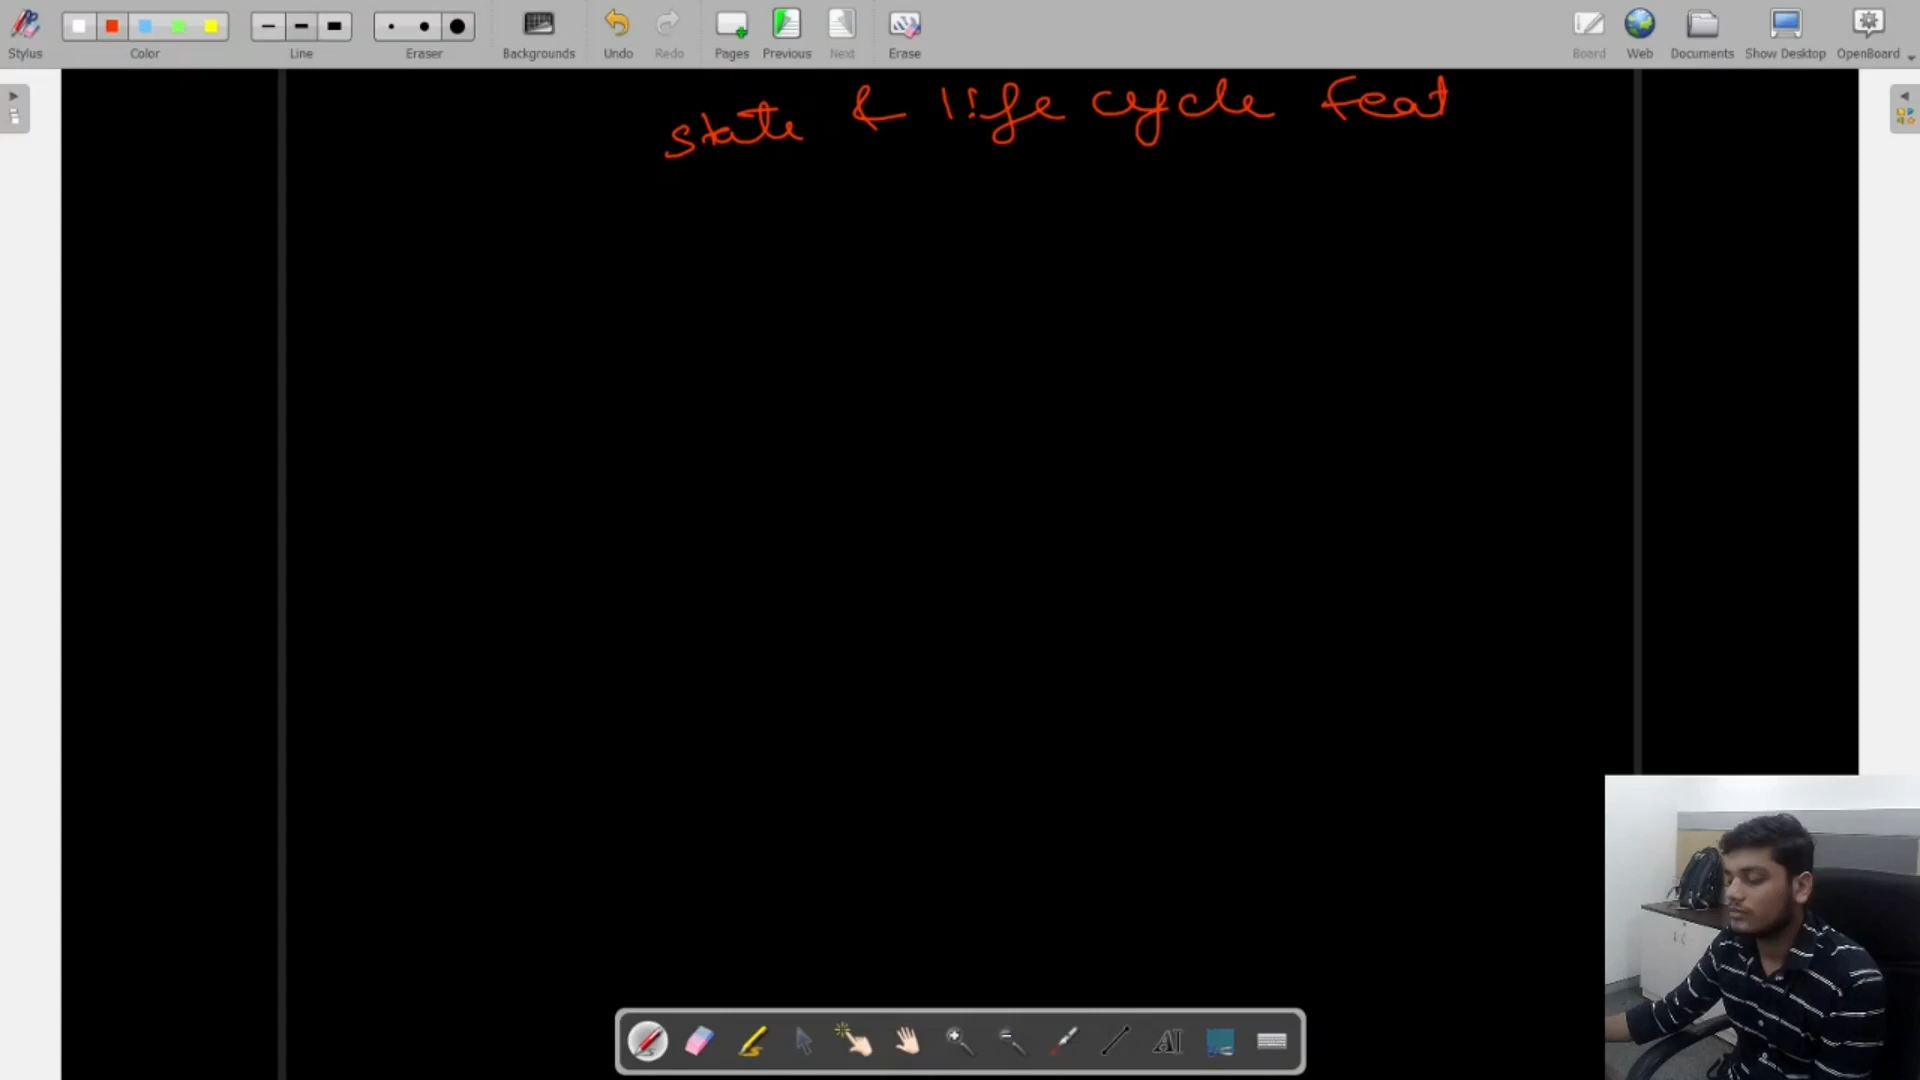 Stylus Color Line Eraser Backgrounds Undo Redo Pages Previous Next Erase Board Web Documents Show Desktop OpenBoard
state & life cycle feat
AI